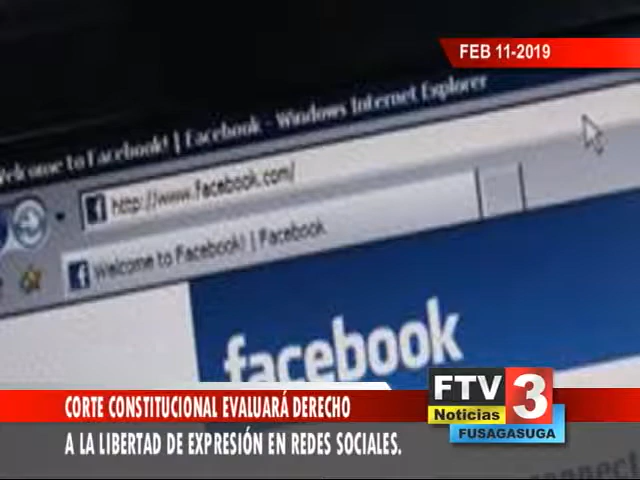 FEB 11-2019
Welcome to Facebook! | Facebook - Windows Internet Explorer
http://www.facebook.com/
Welcome to Facebook! | Facebook
facebook
CORTE CONSTITUCIONAL EVALUARÁ DERECHO
A LA LIBERTAD DE EXPRESIÓN EN REDES SOCIALES.
FTV 3
Noticias
FUSAGASUGA